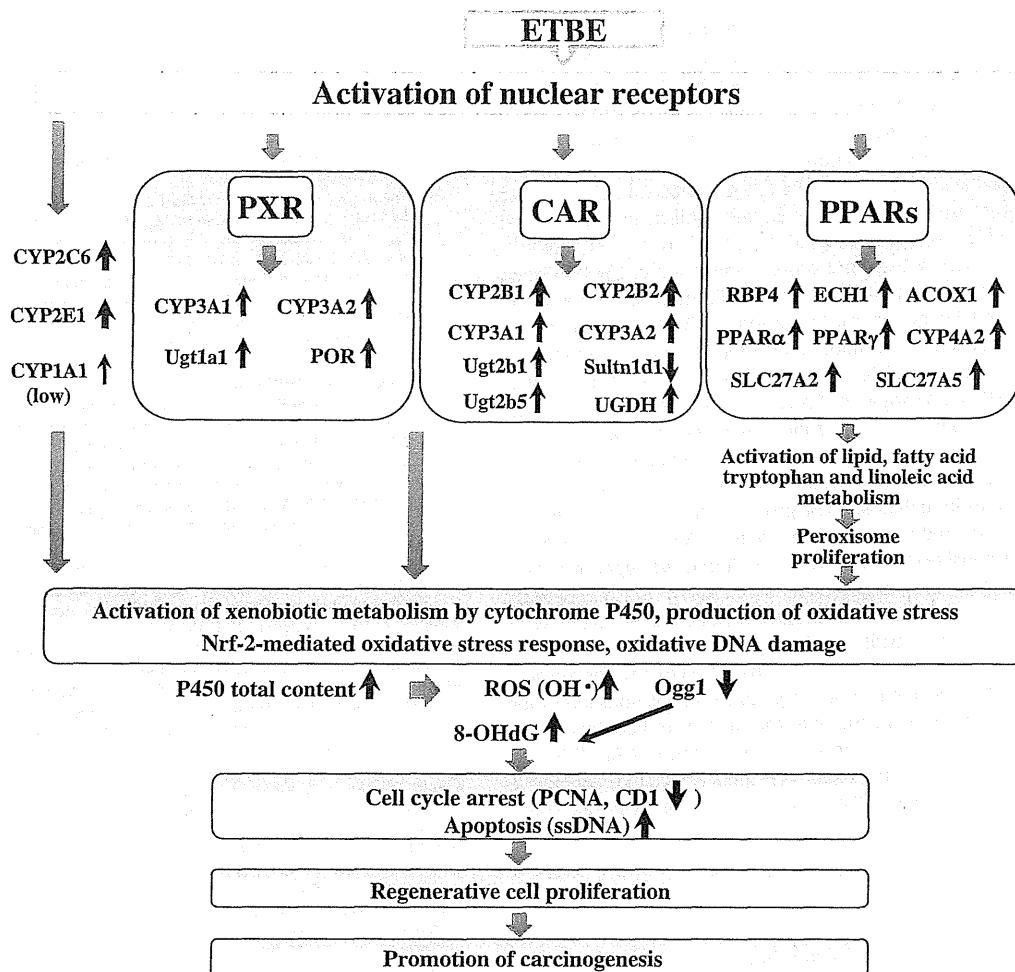 ETBE
Activation of nuclear receptors
CYP2C6
CYP2E1
CYP1A1
(low)
PXR
CYP3A1 CYP3A2
Ugt1a1 POR
CAR
CYP2B1 CYP2B2
CYP3A1 CYP3A2
Ugt2b1 Sultn1d1
Ugt2b5 UGDH
PPARs
RBP4 ECH1 ACOX1
PPARα PPARγ CYP4A2
SLC27A2 SLC27A5
Activation of lipid, fatty acid
tryptophan and linoleic acid
metabolism
Peroxisome
proliferation
Activation of xenobiotic metabolism by cytochrome P450, production of oxidative stress
Nrf-2-mediated oxidative stress response, oxidative DNA damage
P450 total content ROS (OH•) Ogg1
8-OHdG
Cell cycle arrest (PCNA, CD1 )
Apoptosis (ssDNA)
Regenerative cell proliferation
Promotion of carcinogenesis